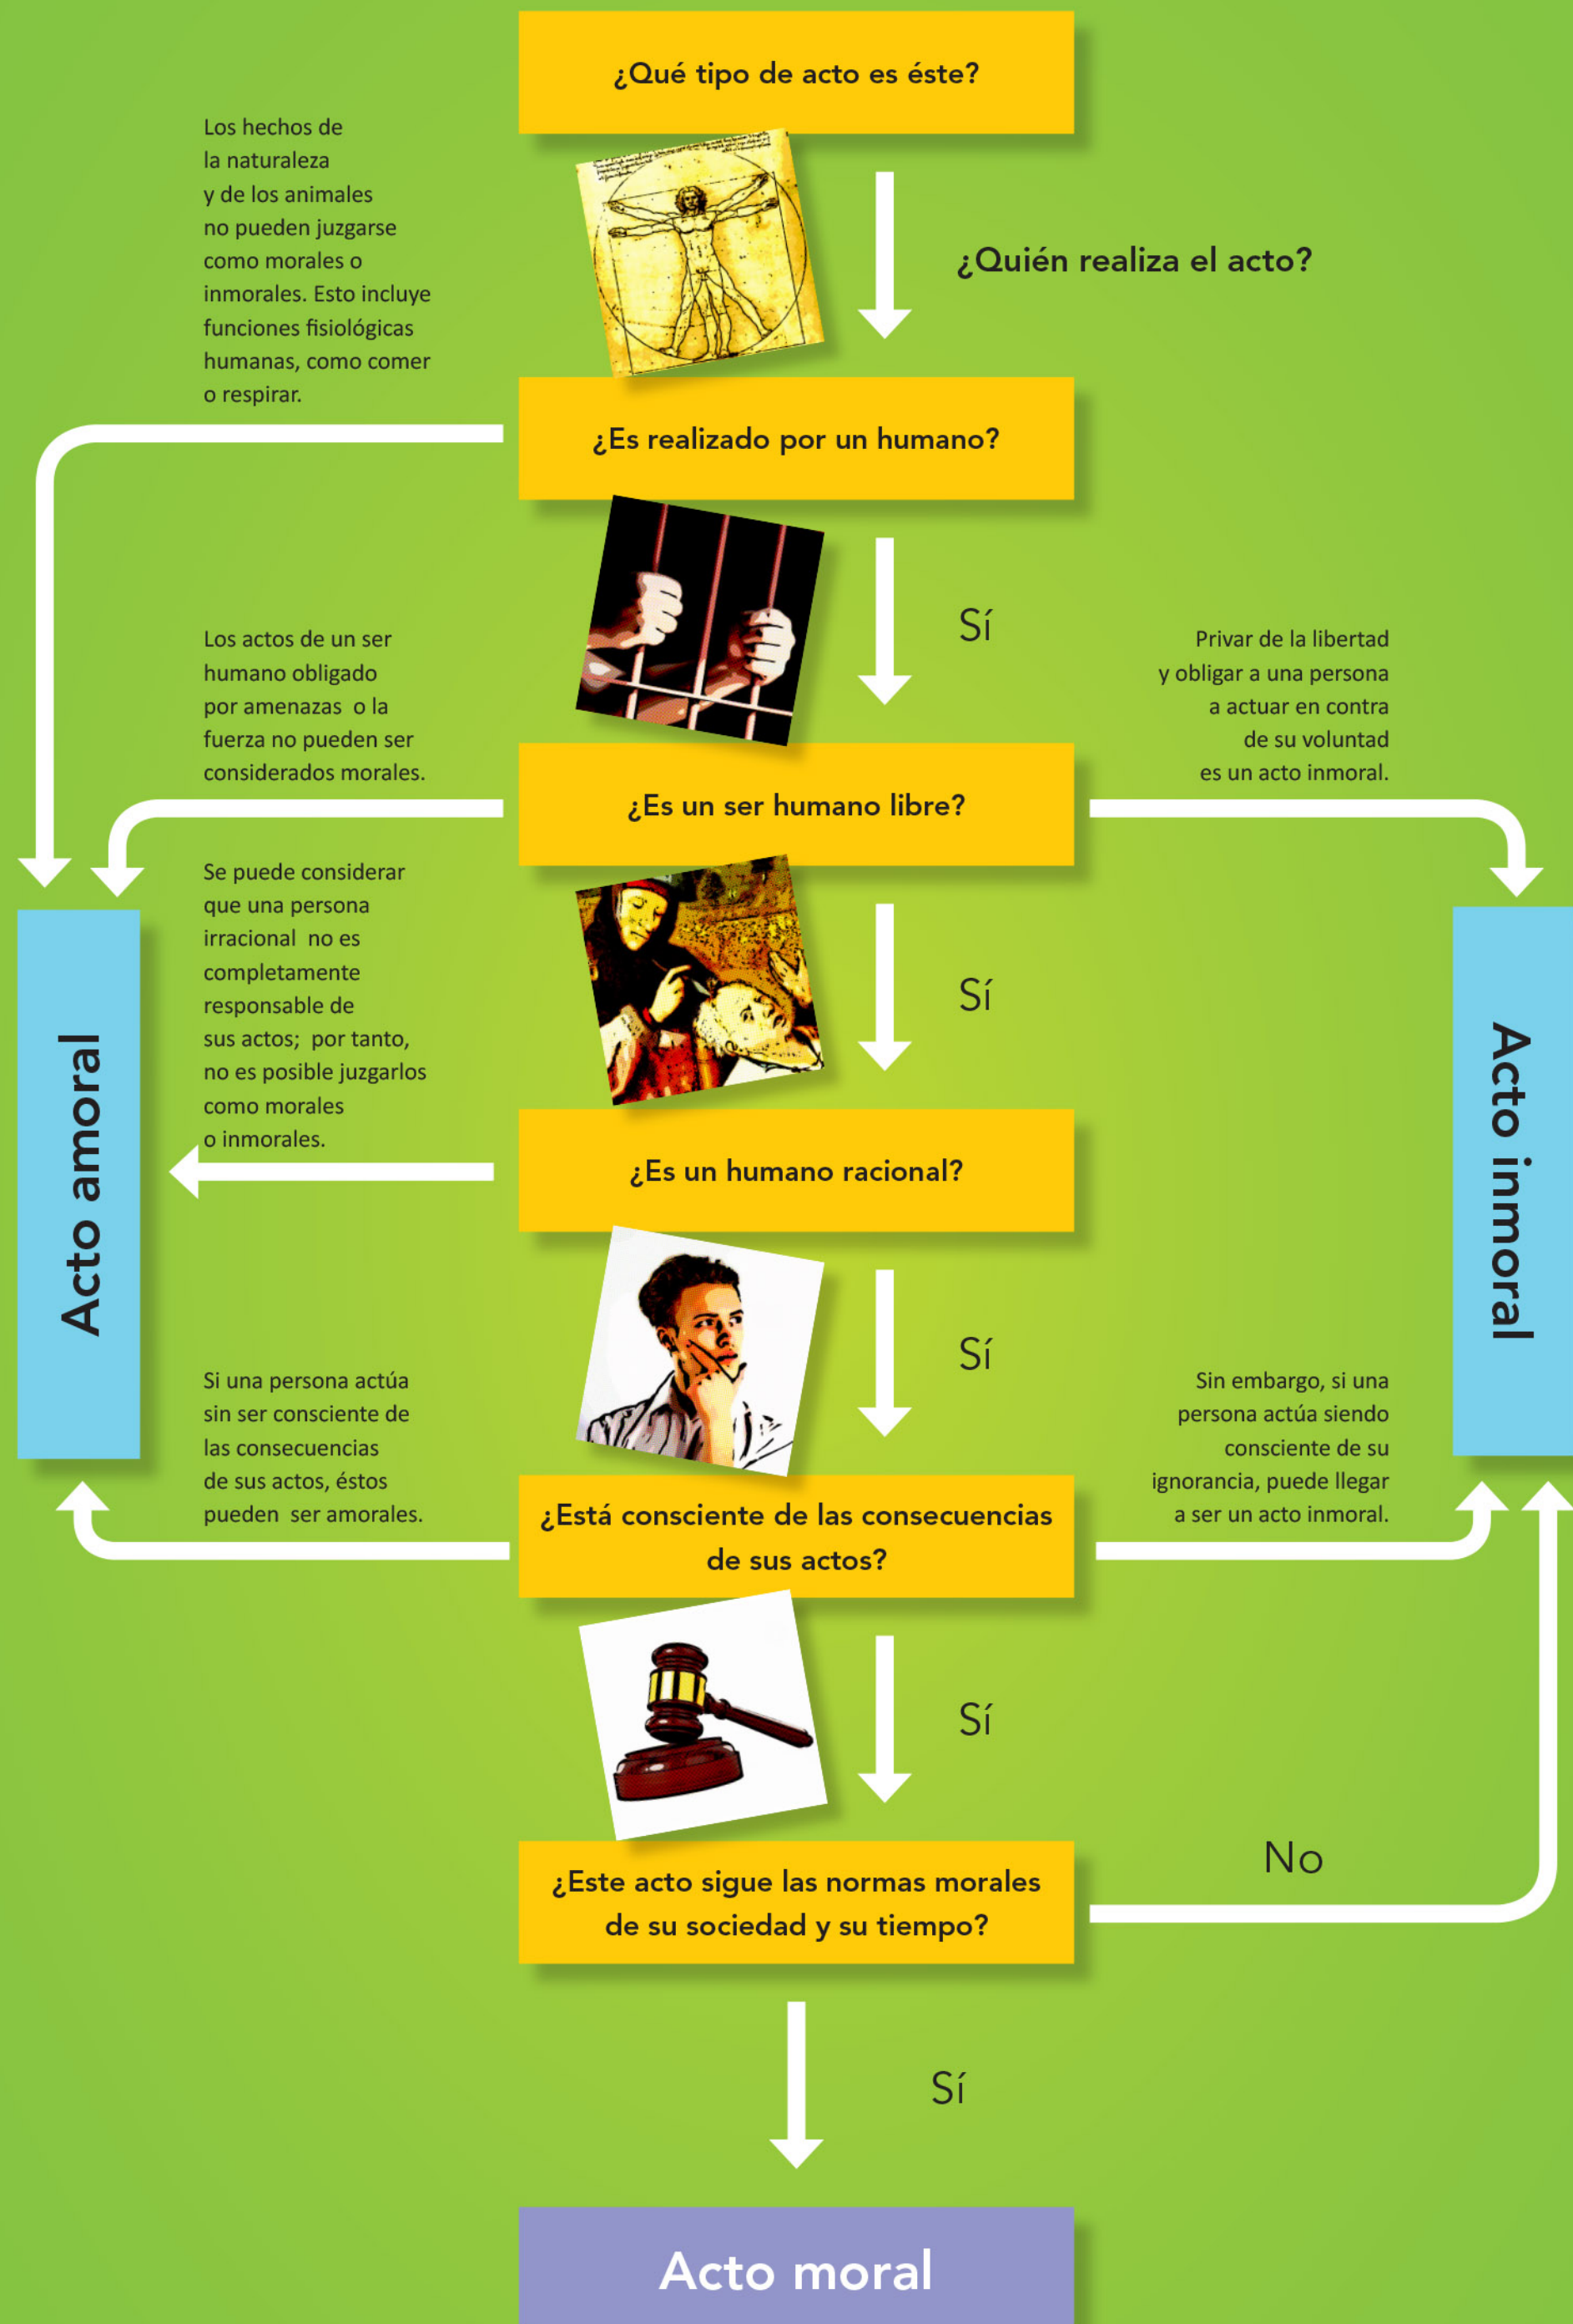 ¿Qué tipo de acto es éste?
Los hechos de
la naturaleza
y de los animales
no pueden juzgarse
como morales o
inmorales. Esto incluye
funciones fisiológicas
humanas, como comer
o respirar.
¿Quién realiza el acto?
¿Es realizado por un humano?
Sí
Los actos de un ser
humano obligado
por amenazas o la
fuerza no pueden ser
considerados morales.
Privar de la libertad
y obligar a una persona
a actuar en contra
de su voluntad
es un acto inmoral.
¿Es un ser humano libre?
Sí
Se puede considerar
que una persona
irracional no es
completamente
responsable de
sus actos; por tanto,
no es posible juzgarlos
como morales
o inmorales.
Acto amoral
Acto inmoral
¿Es un humano racional?
Sí
Si una persona actúa
sin ser consciente de
las consecuencias
de sus actos, éstos
pueden ser amorales.
Sin embargo, si una
persona actúa siendo
consciente de su
ignorancia, puede llegar
a ser un acto inmoral.
¿Está consciente de las consecuencias
de sus actos?
Sí
¿Este acto sigue las normas morales
de su sociedad y su tiempo?
No
Sí
Acto moral